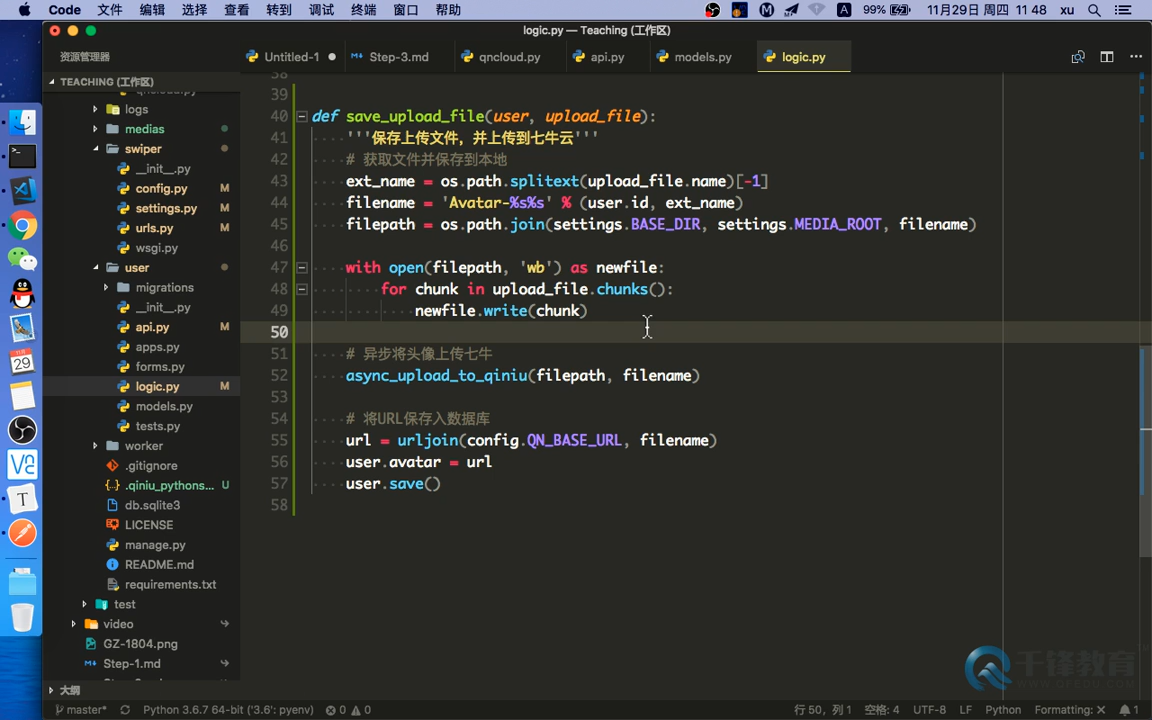 Code 文件 编辑 选择 查看 转到 调试 终端 窗口 帮助 99% 11月29日 周四 11 48 xu
logic.py — Teaching (工作区)
资源管理器
Untitled-1 Step-3.md qncloud.py api.py models.py logic.py
TEACHING (工作区)
qncloud.py
logs
medias
swiper
__init__.py
config.py M
settings.py M
urls.py M
wsgi.py
user
migrations
__init__.py
api.py M
apps.py
forms.py
logic.py M
models.py
tests.py
worker
.gitignore
.qiniu_pythons... U
db.sqlite3
LICENSE
manage.py
README.md
requirements.txt
test
video
GZ-1804.png
Step-1.md
大纲
38
39
40 def save_upload_file(user, upload_file):
41 '''保存上传文件，并上传到七牛云'''
42 # 获取文件并保存到本地
43 ext_name = os.path.splitext(upload_file.name)[-1]
44 filename = 'Avatar-%s%s' % (user.id, ext_name)
45 filepath = os.path.join(settings.BASE_DIR, settings.MEDIA_ROOT, filename)
46
47 with open(filepath, 'wb') as newfile:
48 for chunk in upload_file.chunks():
49 newfile.write(chunk)
50
51 # 异步将头像上传七牛
52 async_upload_to_qiniu(filepath, filename)
53
54 # 将URL保存入数据库
55 url = urljoin(config.QN_BASE_URL, filename)
56 user.avatar = url
57 user.save()
58
千锋教育
WWW.QFEDU.COM
master* Python 3.6.7 64-bit ('3.6': pyenv) 0 0 行 50，列 1 空格: 4 UTF-8 LF Python Formatting: × 1